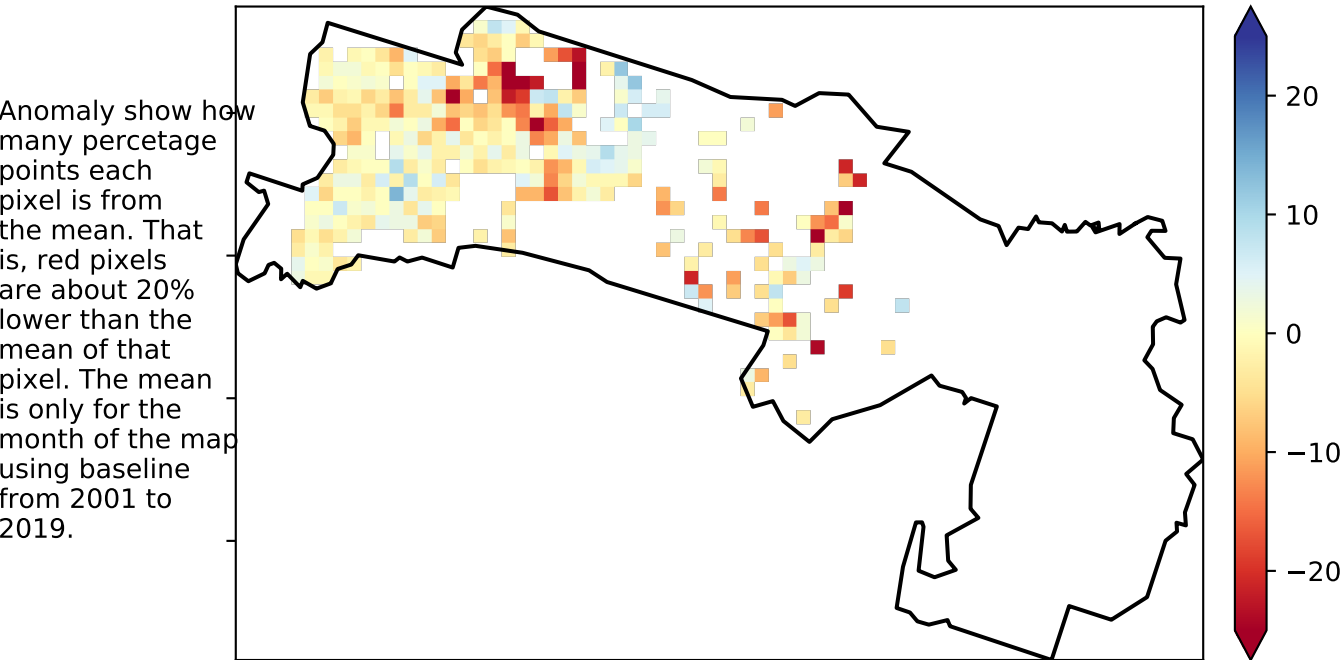 Anomaly show how
many percetage
points each
pixel is from
the mean. That
is, red pixels
are about 20%
lower than the
mean of that
pixel. The mean
is only for the
month of the map
using baseline
from 2001 to
2019.
20
10
0
−10
−20